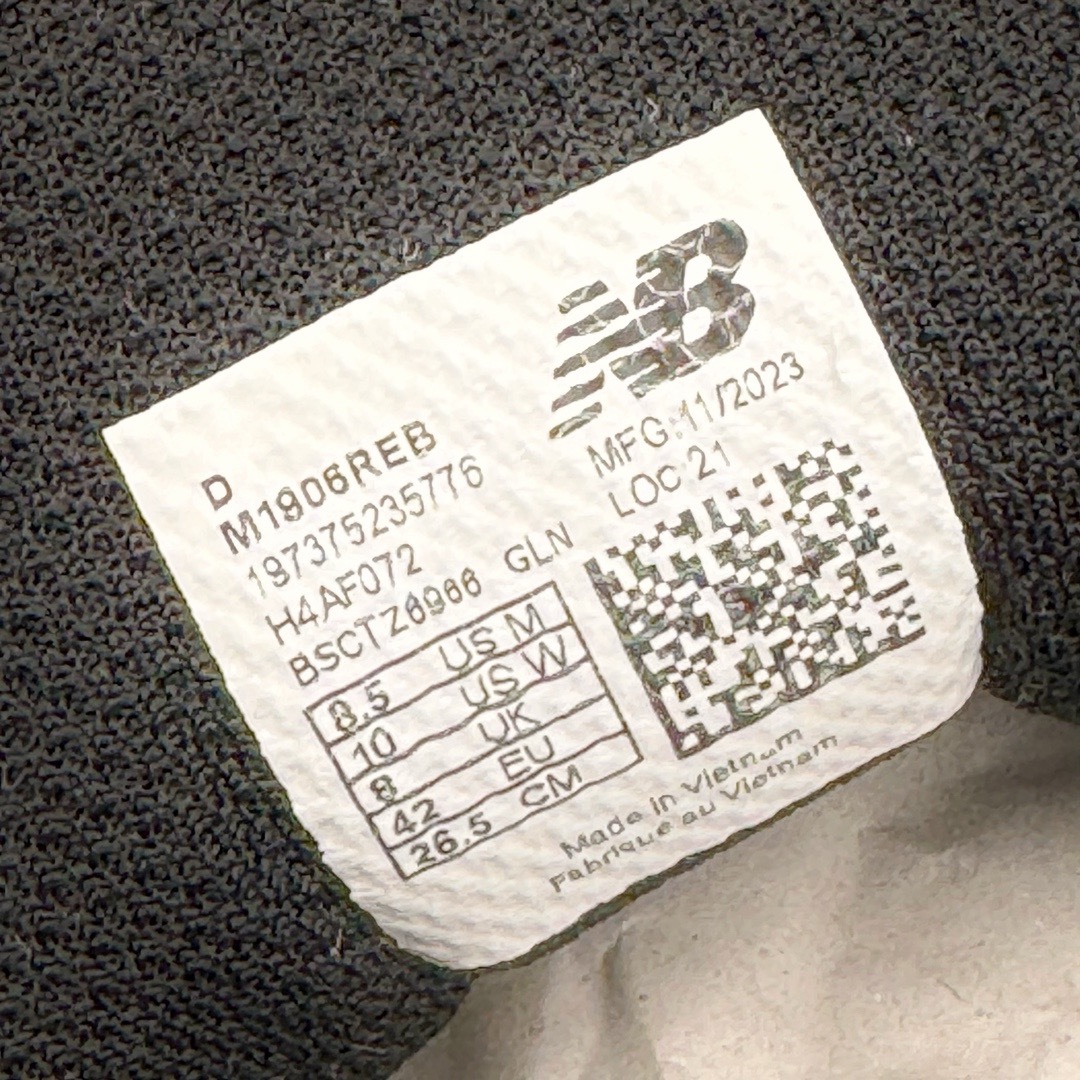 NB
MFG:11/2023
LOC:21
D
M1906REB
197375235776
H4AF072
BSCTZ6966 GLN
8.5 US M
10 US W
8 UK
42 EU
26.5 CM
Made in Vietnam
Fabriqué au Vietnam